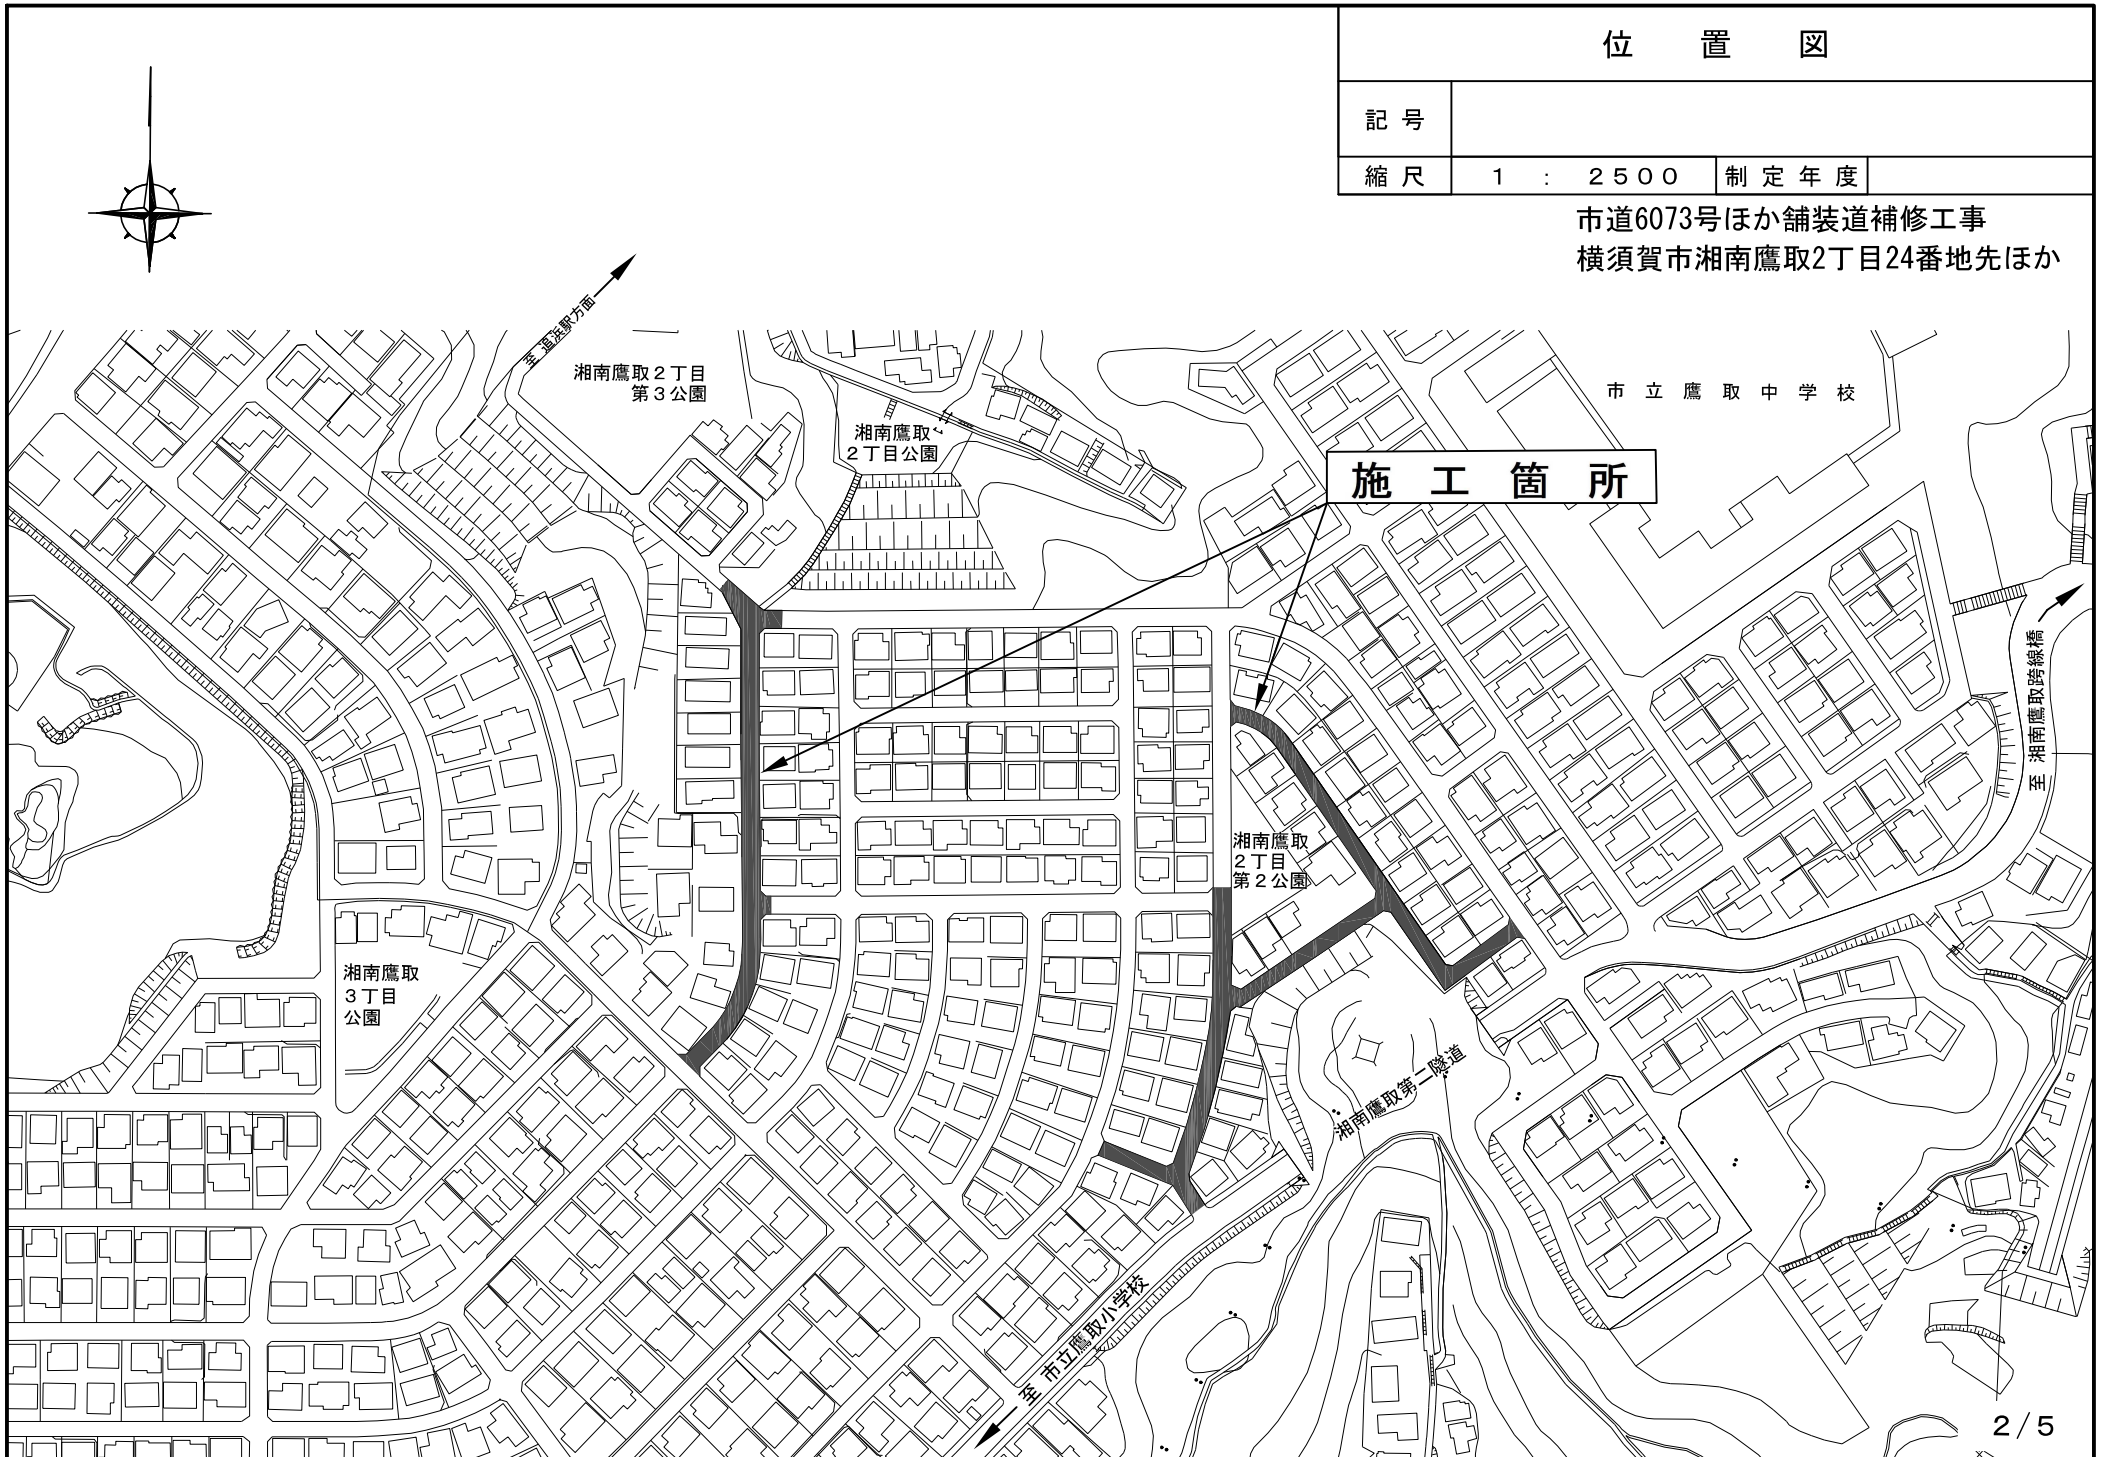 位置図
記号
縮尺 1 : 2500 制定年度
市道6073号ほか舗装道補修工事
横須賀市湘南鷹取2丁目24番地先ほか
至 追浜駅方面
湘南鷹取2丁目
第3公園
湘南鷹取
2丁目公園
市立鷹取中学校
施工箇所
至 湘南鷹取跨線橋
湘南鷹取
2丁目
第2公園
湘南鷹取
3丁目
公園
湘南鷹取第二隧道
至 市立鷹取小学校
2/5